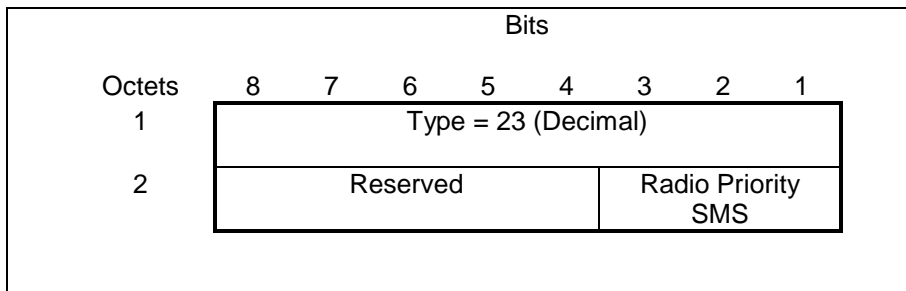 Bits
Octets 8 7 6 5 4 3 2 1
1 Type = 23 (Decimal)
2 Reserved Radio Priority
SMS